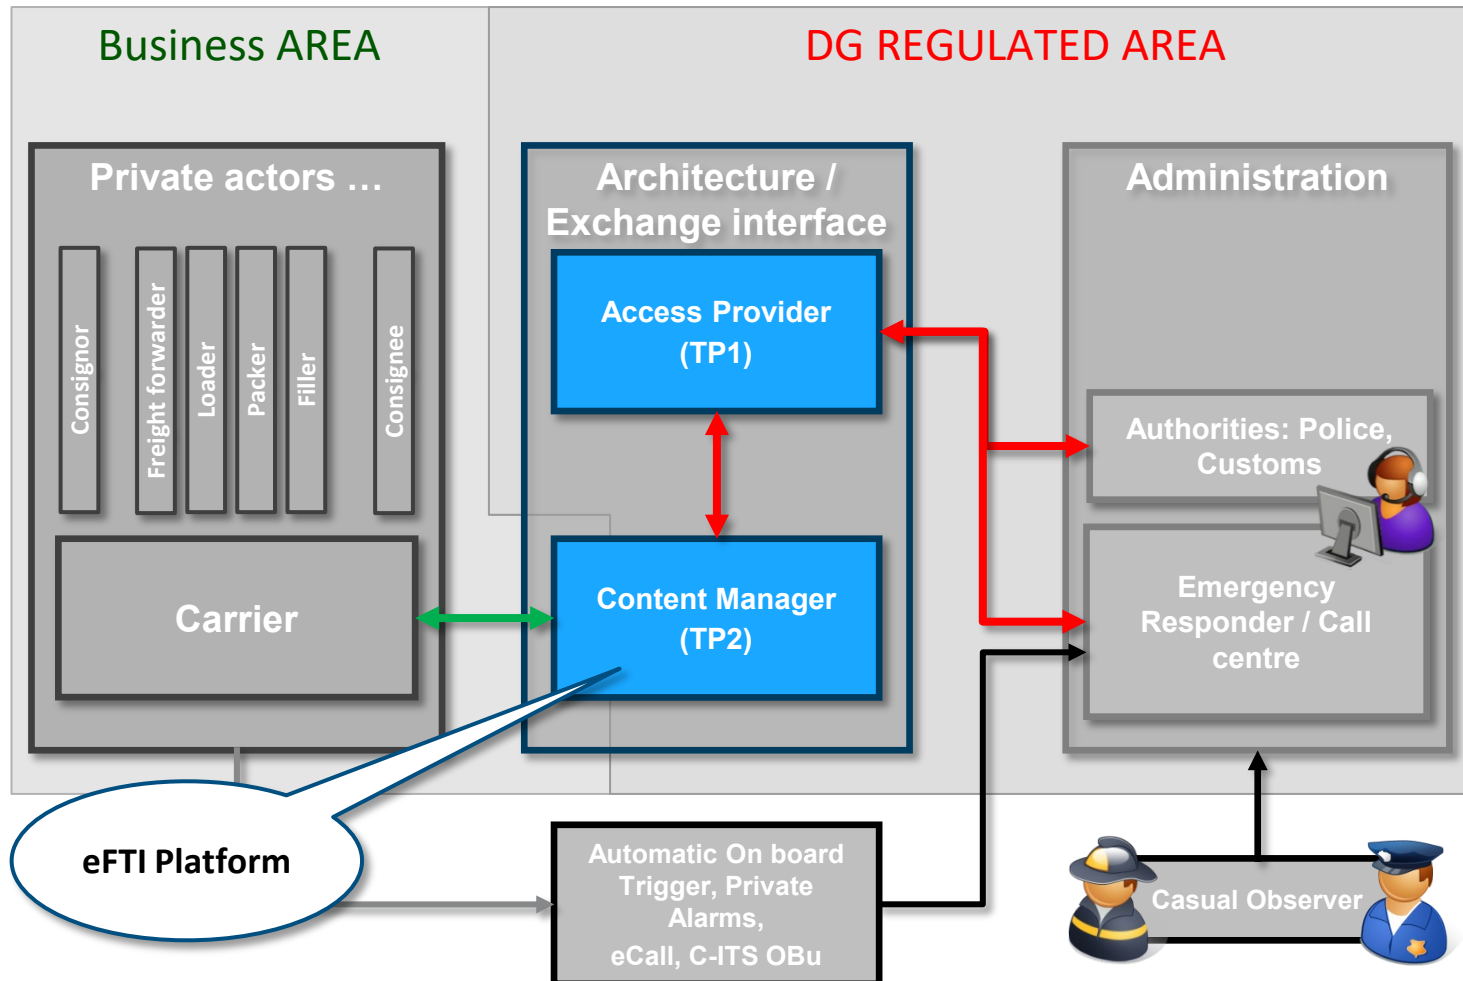 Business AREA
DG REGULATED AREA
Private actors ...
Consignor
Freight forwarder
Loader
Packer
Filler
Consignee
Carrier
Architecture /
Exchange interface
Access Provider
(TP1)
Content Manager
(TP2)
Administration
Authorities: Police,
Customs
Emergency
Responder / Call
centre
eFTI Platform
Automatic On board
Trigger, Private
Alarms,
eCall, C-ITS OBu
Casual Observer